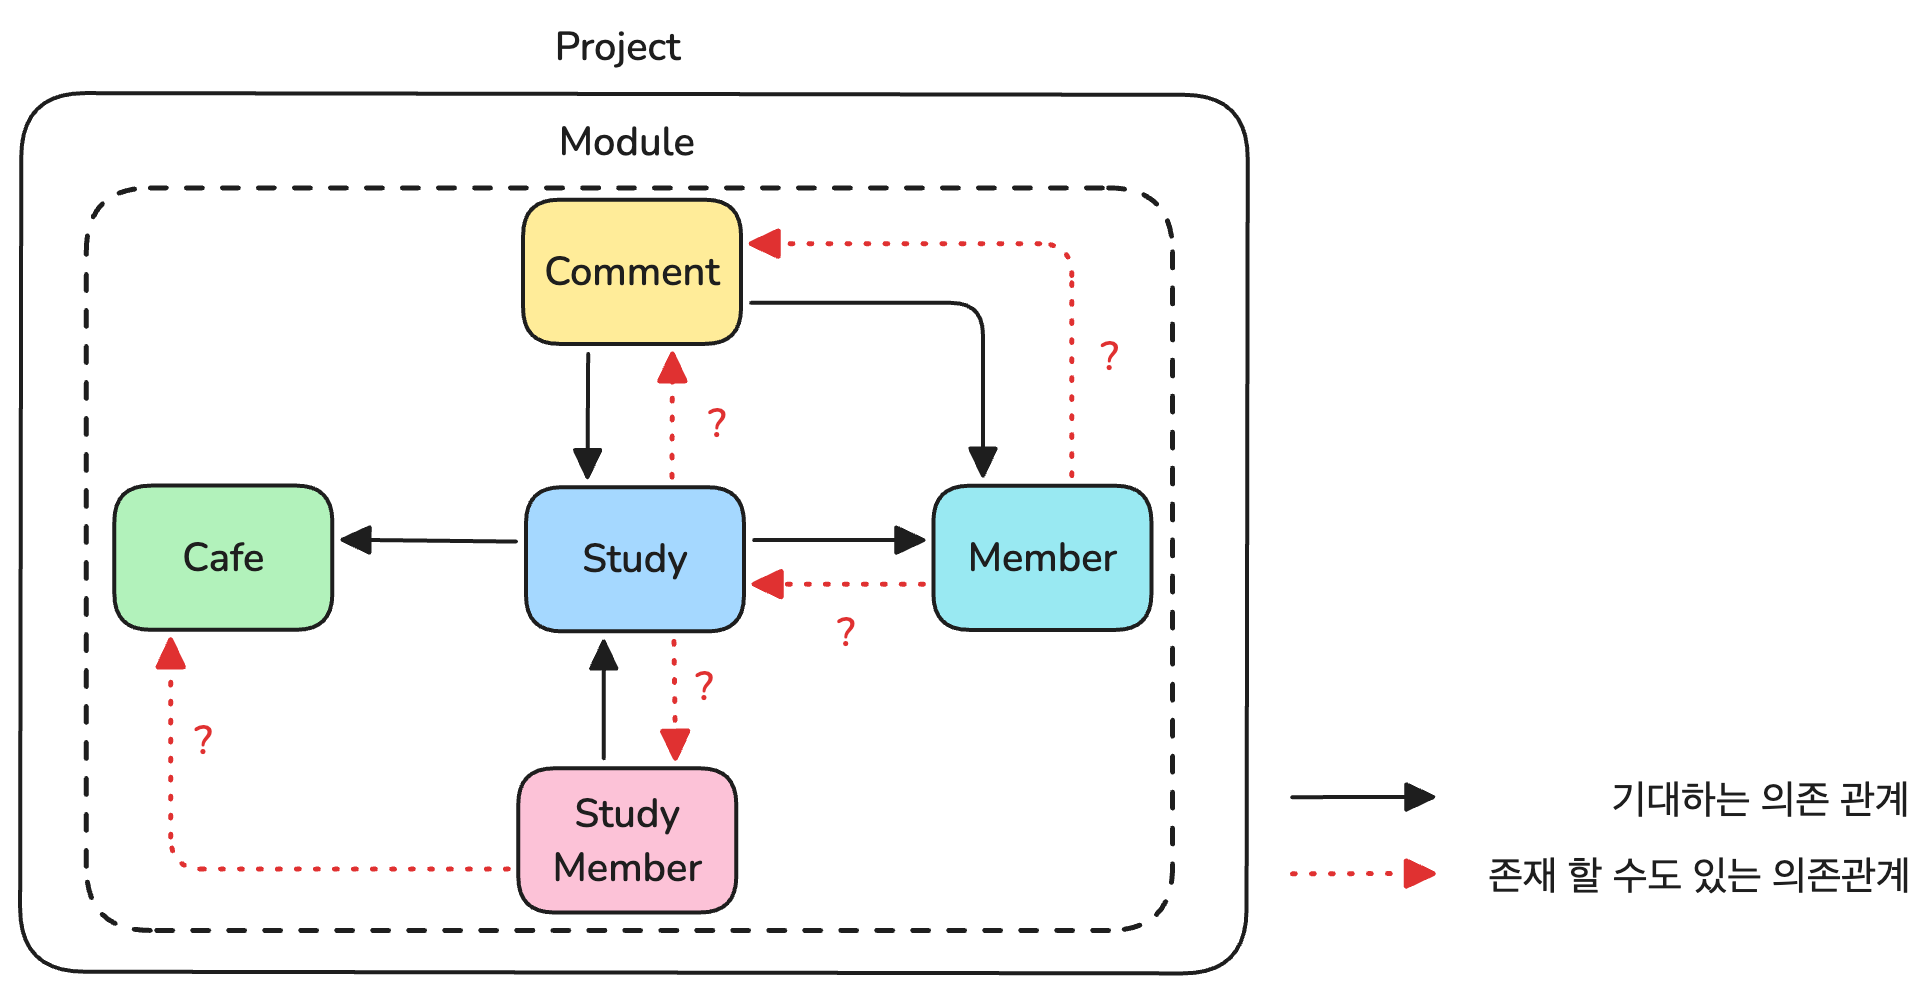 Project
Module
Comment
?
?
Cafe
Study
Member
?
?
?
Study
Member
기대하는 의존 관계
존재 할 수도 있는 의존관계